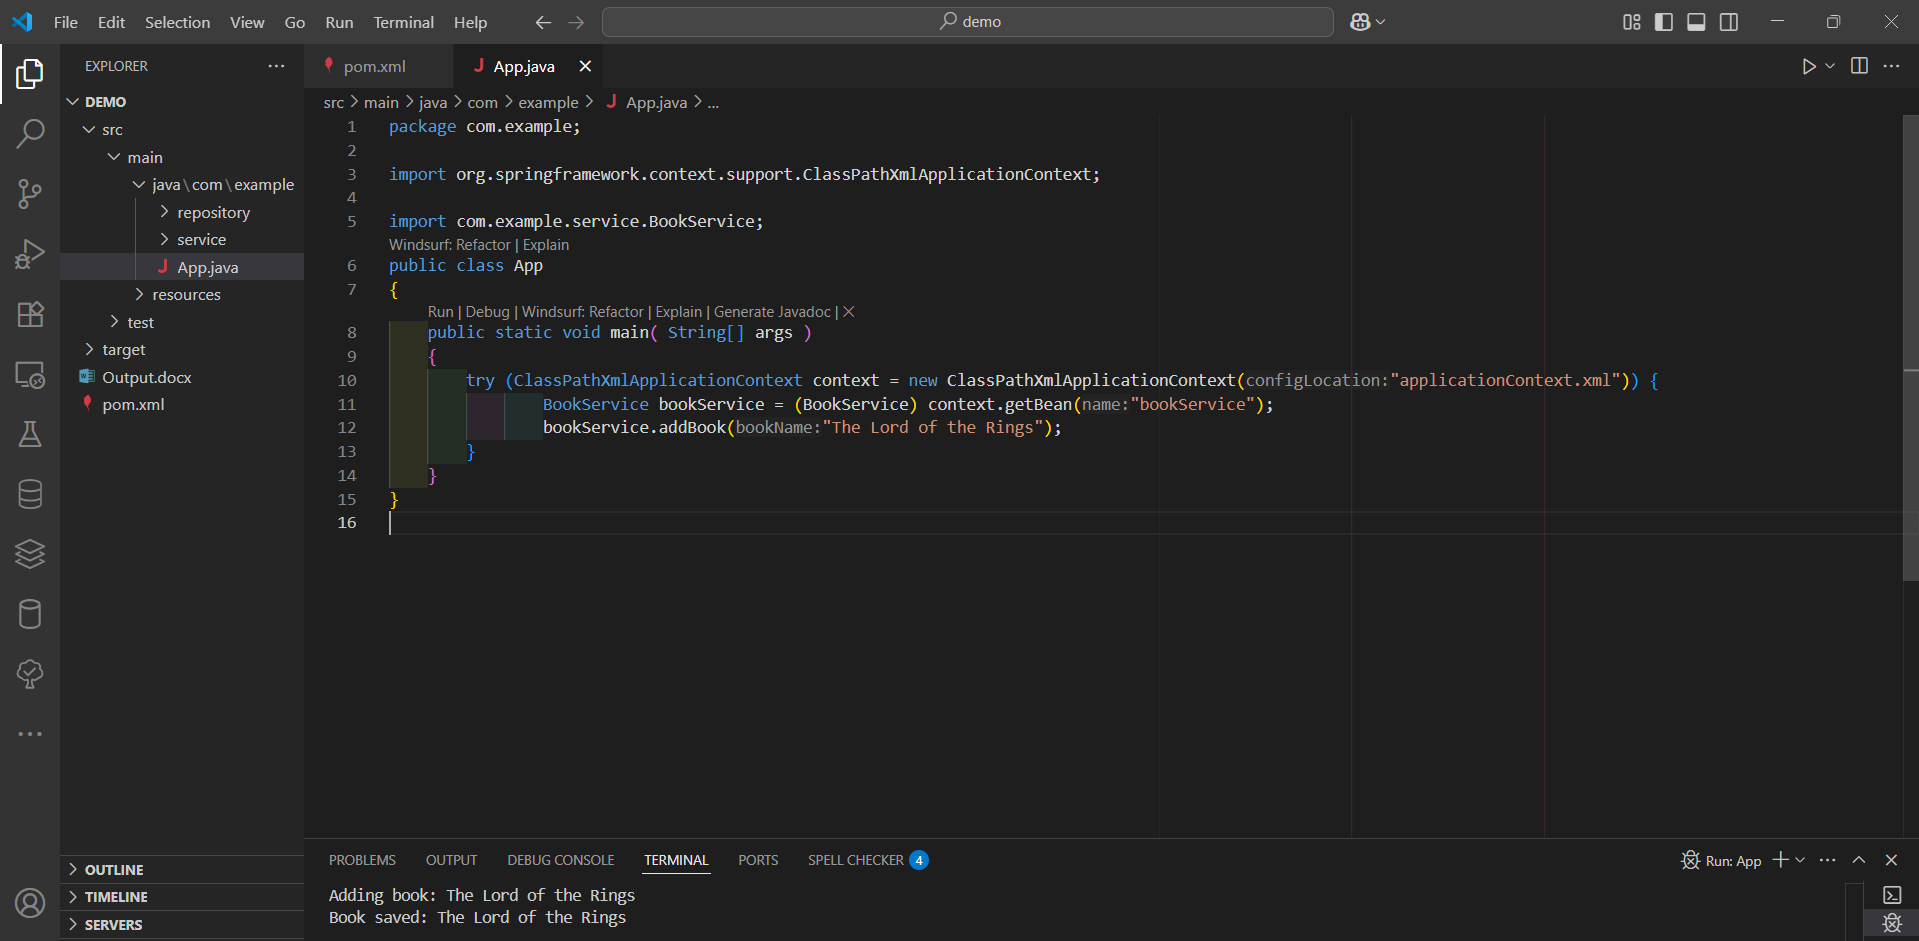 File Edit Selection View Go Run Terminal Help
demo
EXPLORER
DEMO
src
main
java\com\example
repository
service
App.java
resources
test
target
Output.docx
pom.xml
OUTLINE
TIMELINE
SERVERS
pom.xml
App.java
src > main > java > com > example > App.java > ...
1 package com.example;
2
3 import org.springframework.context.support.ClassPathXmlApplicationContext;
4
5 import com.example.service.BookService;
Windsurf: Refactor | Explain
6 public class App
7 {
Run | Debug | Windsurf: Refactor | Explain | Generate Javadoc | X
8 public static void main( String[] args )
9 {
10 try (ClassPathXmlApplicationContext context = new ClassPathXmlApplicationContext(configLocation:"applicationContext.xml")) {
11 BookService bookService = (BookService) context.getBean(name:"bookService");
12 bookService.addBook(bookName:"The Lord of the Rings");
13 }
14 }
15 }
16
PROBLEMS OUTPUT DEBUG CONSOLE TERMINAL PORTS SPELL CHECKER 4
Run: App
Adding book: The Lord of the Rings
Book saved: The Lord of the Rings